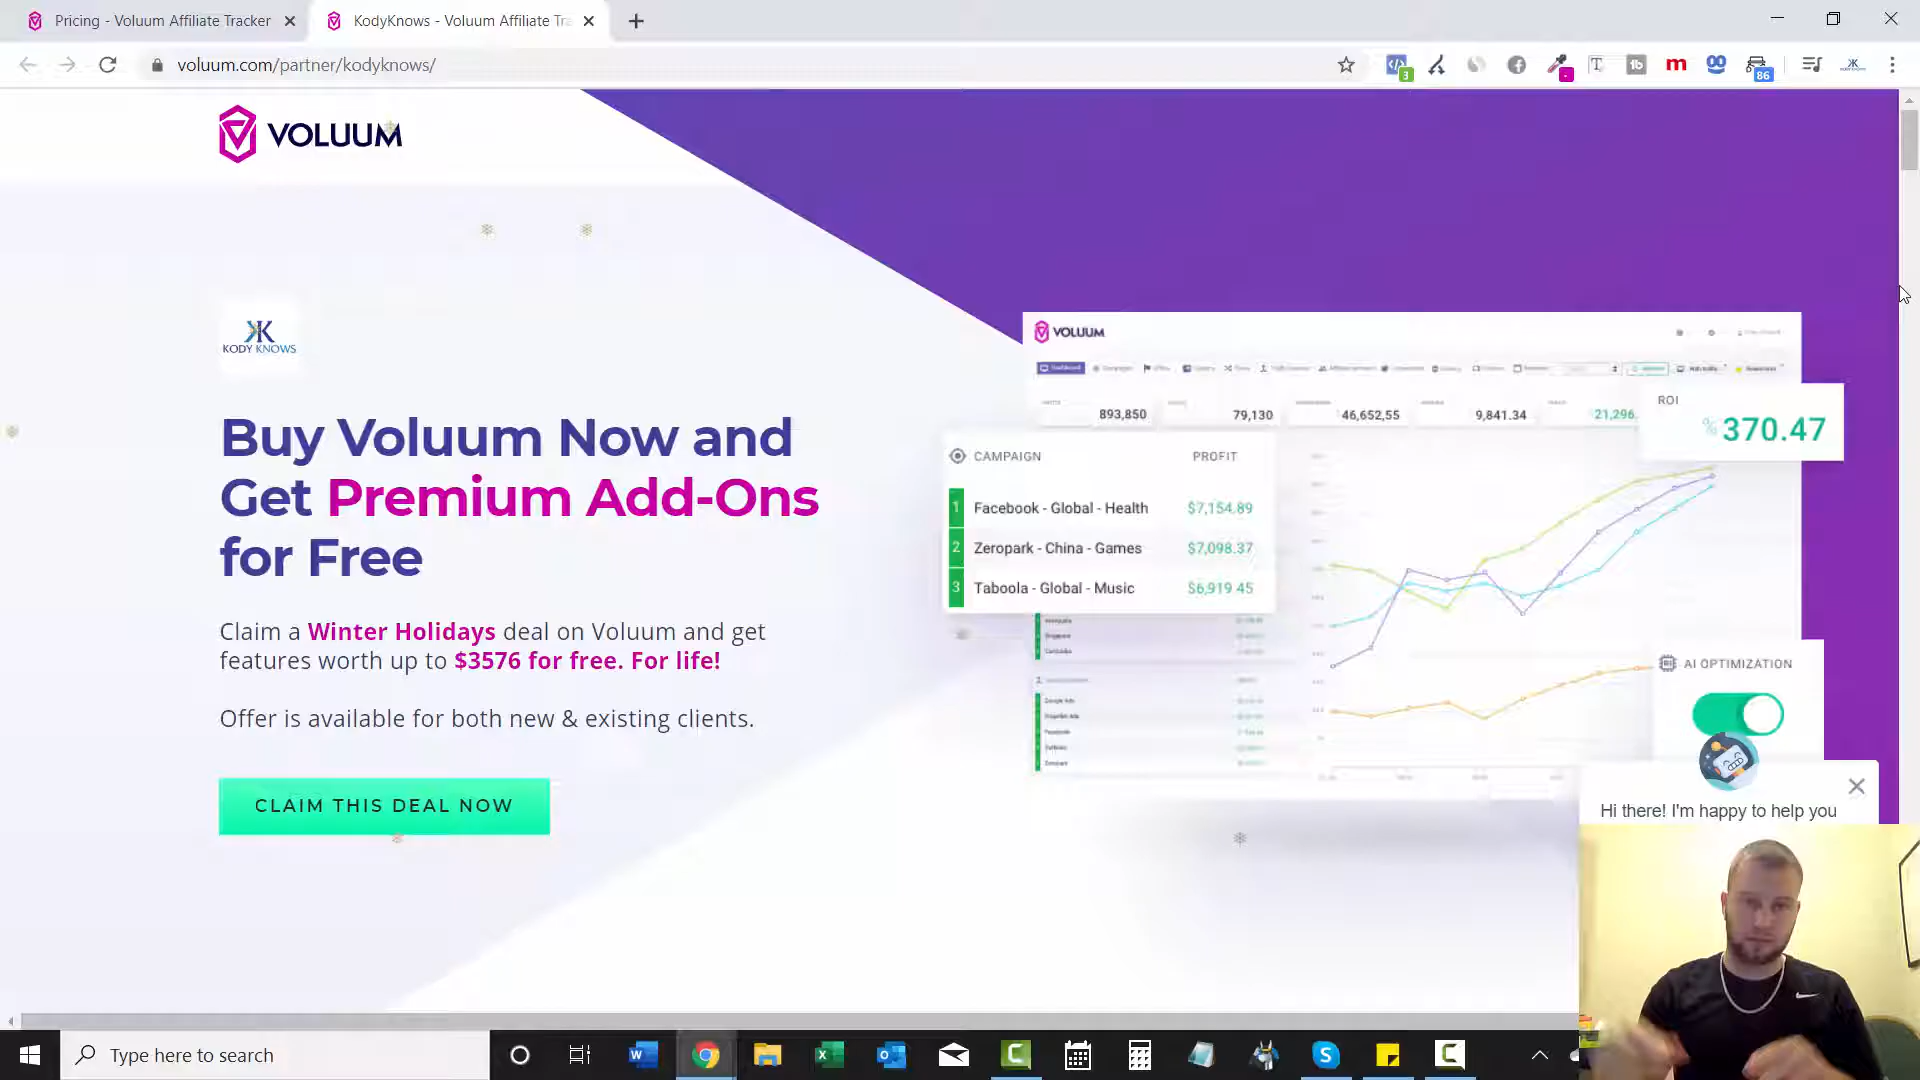 Pricing - Voluum Affiliate Tracker
KodyKnows - Voluum Affiliate Tra
voluum.com/partner/kodyknows/
3
86
VOLUUM
KODY KNOWS
Buy Voluum Now and
Get Premium Add-Ons
for Free
Claim a Winter Holidays deal on Voluum and get
features worth up to $3576 for free. For life!
Offer is available for both new & existing clients.
CLAIM THIS DEAL NOW
VOLUUM
893,850
79,130
46,652,55
9,841.34
21,296.
ROI
% 370.47
CAMPAIGN PROFIT
1 Facebook - Global - Health $7,154.89
2 Zeropark - China - Games $7,098.37
3 Taboola - Global - Music $6,919 45
AI OPTIMIZATION
Hi there! I'm happy to help you
Type here to search